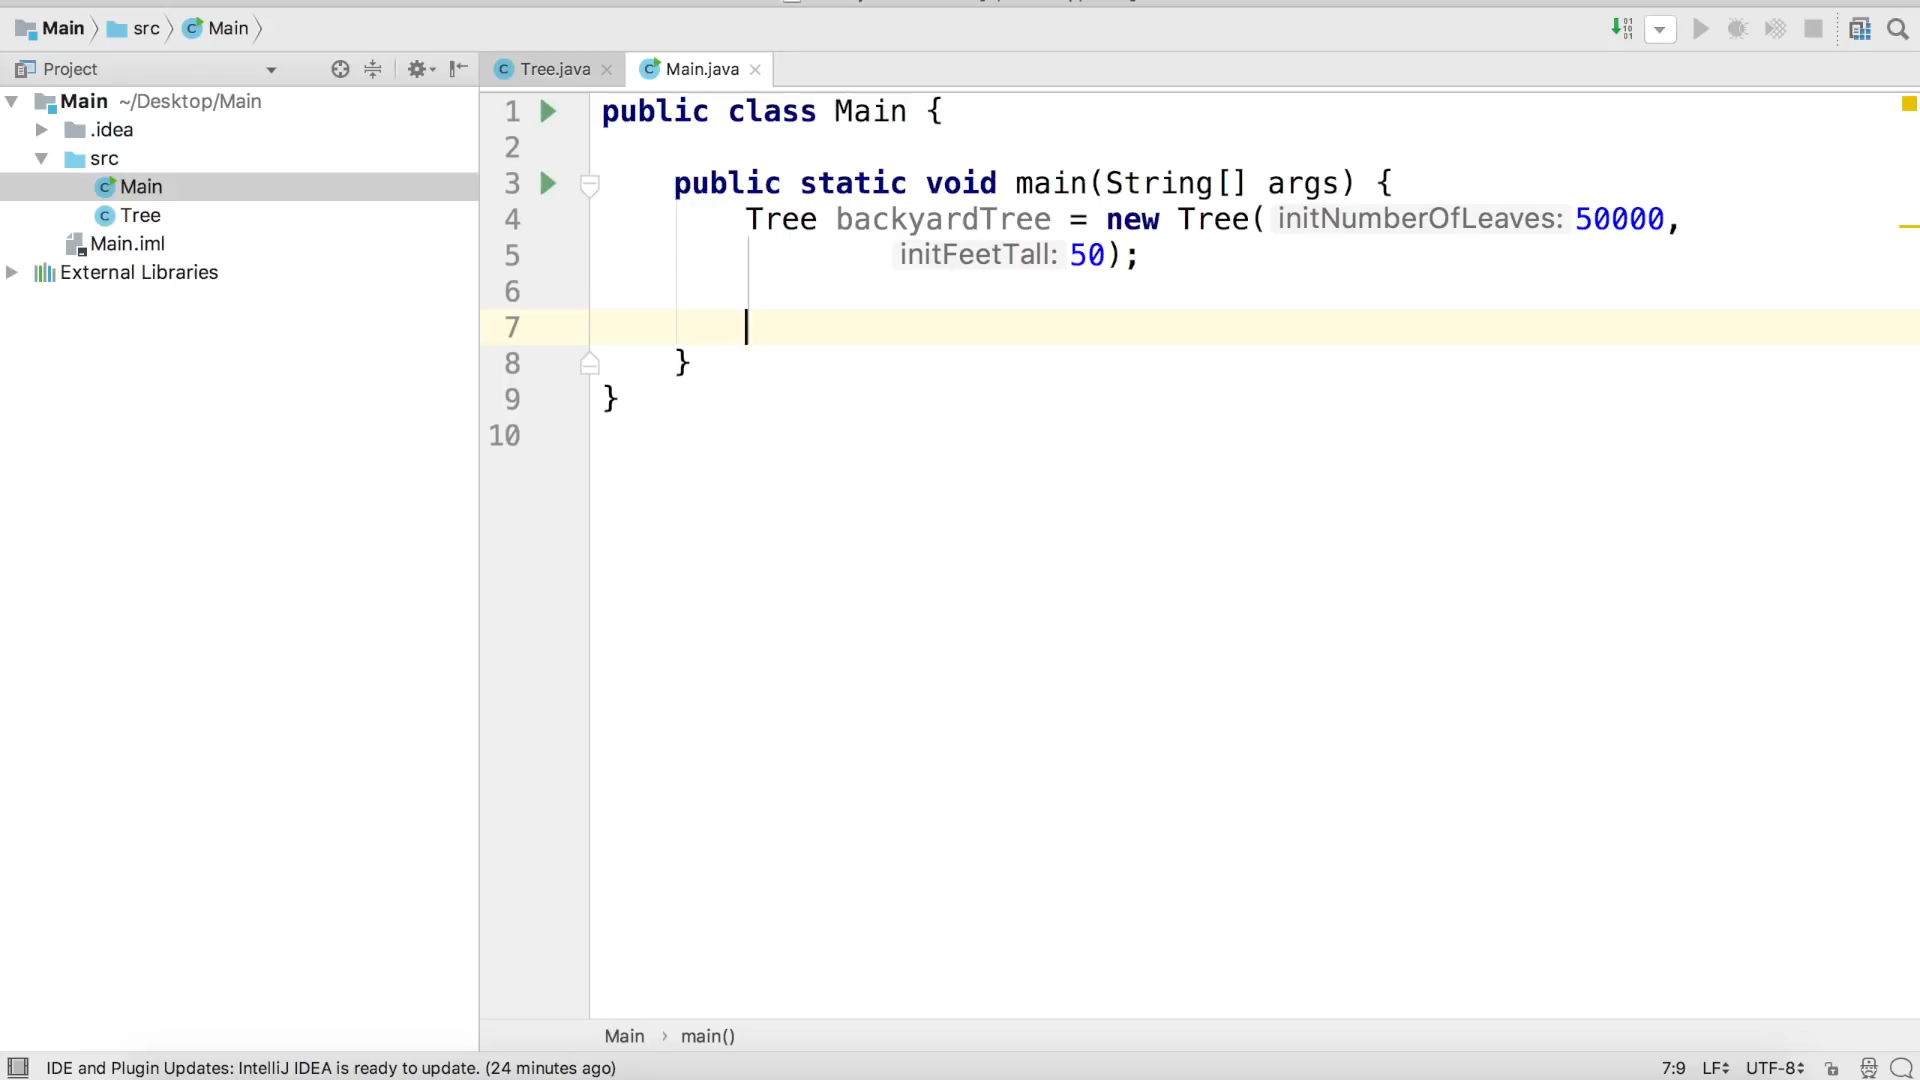 Main src Main
Project
Tree.java
Main.java
Main ~/Desktop/Main
.idea
src
Main
Tree
Main.iml
External Libraries
1 public class Main {
2
3 public static void main(String[] args) {
4 Tree backyardTree = new Tree( initNumberOfLeaves: 50000,
5 initFeetTall: 50);
6
7
8 }
9 }
10
Main › main()
IDE and Plugin Updates: IntelliJ IDEA is ready to update. (24 minutes ago)
7:9 LF UTF-8